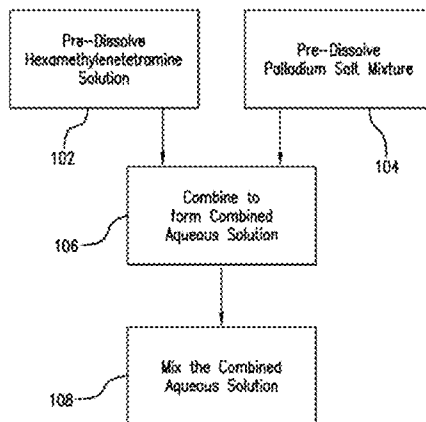 Pre-Dissolve
Hexamethylenetetramine
Solution
102
Pre-Dissolve
Palladium Salt Mixture
104
Combine to
form Combined
Aqueous Solution
106
Mix the Combined
Aqueous Solution
108